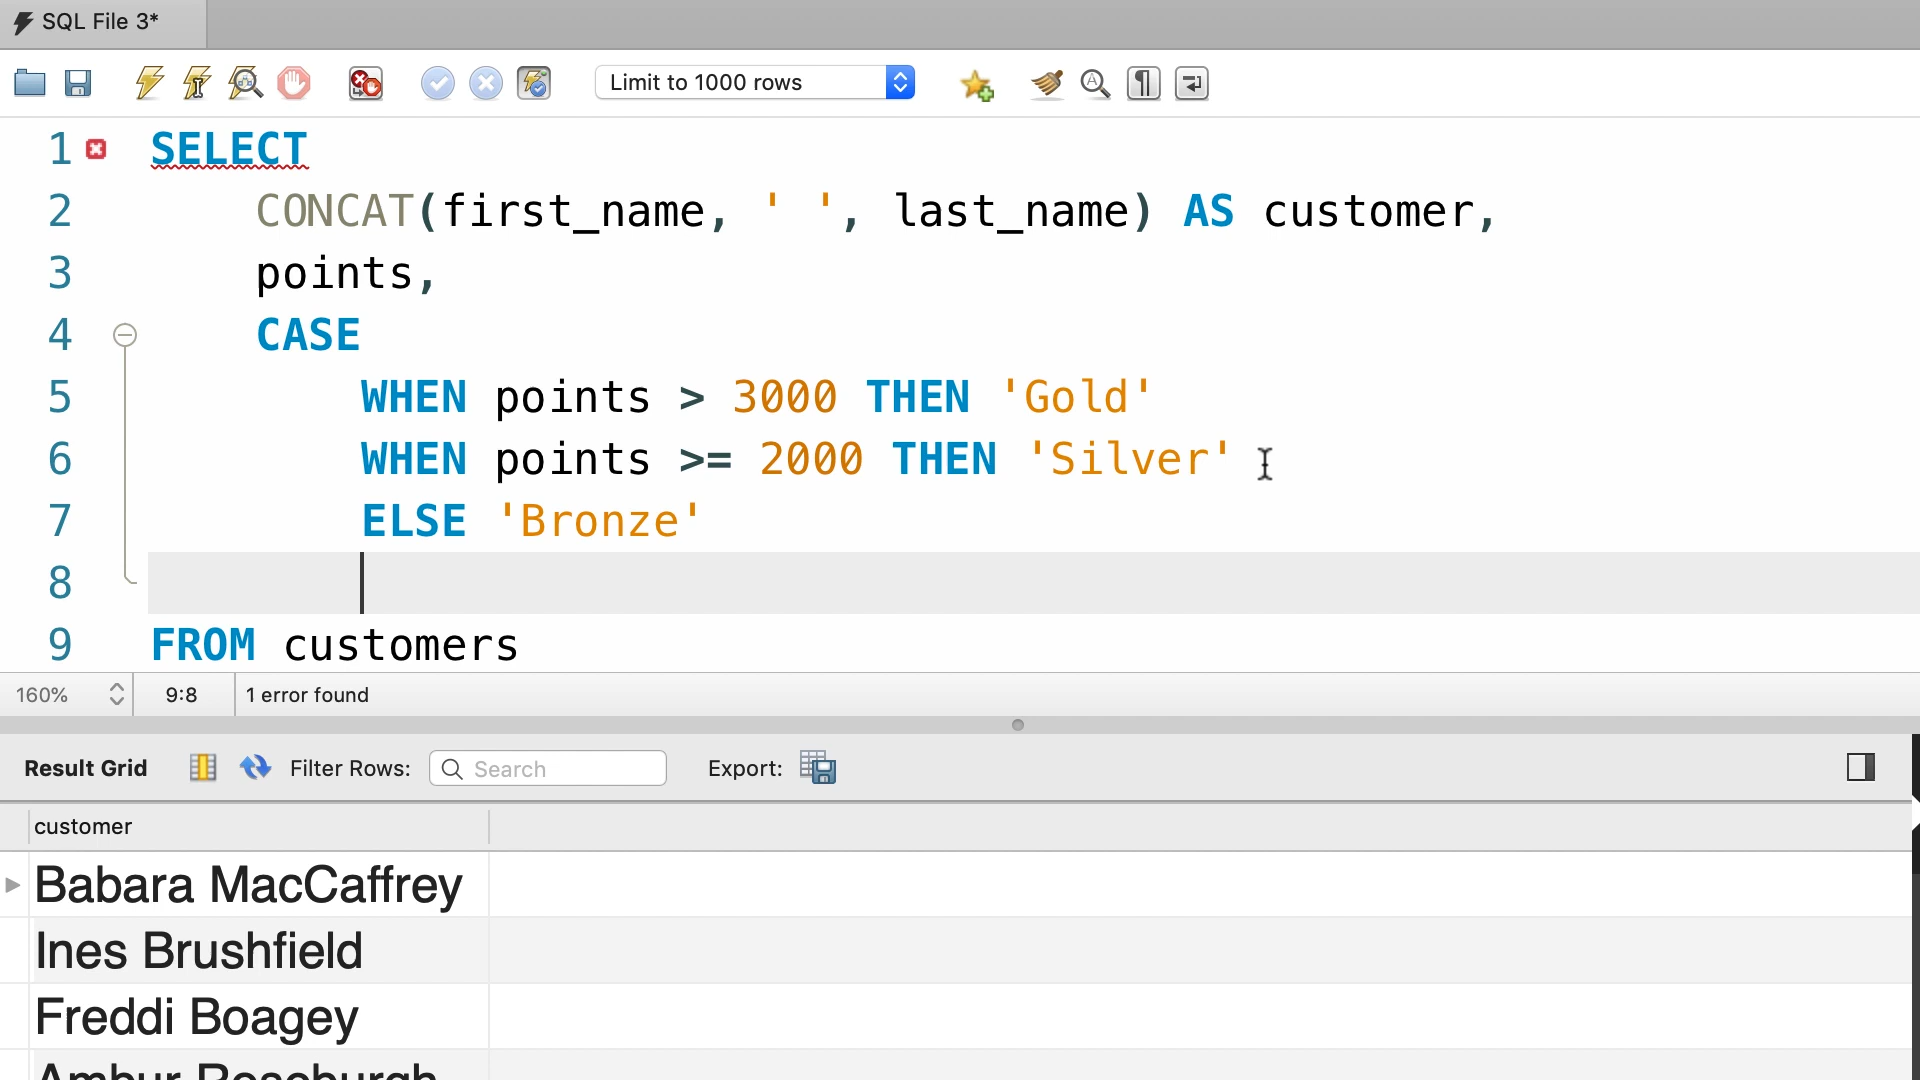 SQL File 3*
Limit to 1000 rows
1 SELECT
2 CONCAT(first_name, ' ', last_name) AS customer,
3 points,
4 CASE
5 WHEN points > 3000 THEN 'Gold'
6 WHEN points >= 2000 THEN 'Silver'
7 ELSE 'Bronze'
8
9 FROM customers
160% 9:8 1 error found
Result Grid Filter Rows: Search Export:
customer
Babara MacCaffrey
Ines Brushfield
Freddi Boagey
Ambur Roseburgh